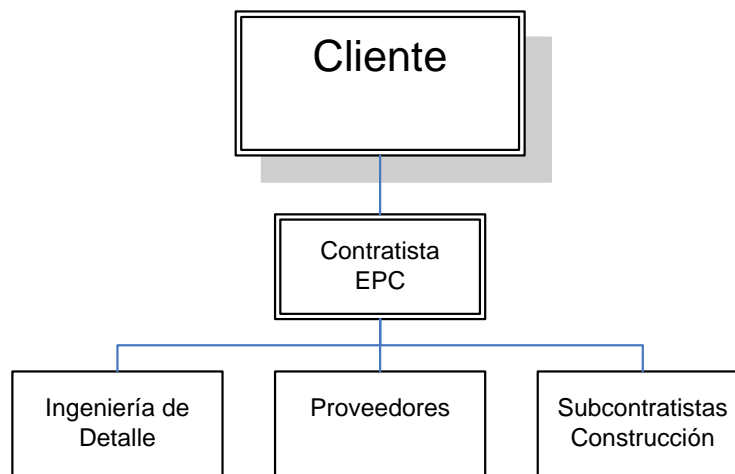 Cliente
Contratista
EPC
Ingeniería de
Detalle
Proveedores
Subcontratistas
Construcción